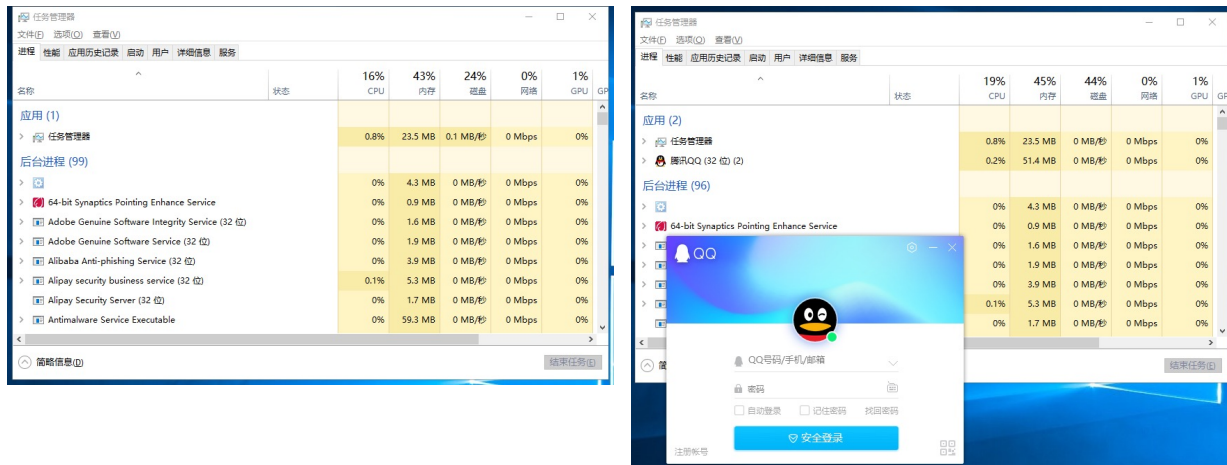 任务管理器
文件(F) 选项(O) 查看(V)
进程 性能 应用历史记录 启动 用户 详细信息 服务
16% 43% 24% 0% 1%
名称 状态 CPU 内存 磁盘 网络 GPU GP
应用 (1)
任务管理器 0.8% 23.5 MB 0.1 MB/秒 0 Mbps 0%
后台进程 (99)
0% 4.3 MB 0 MB/秒 0 Mbps 0%
64-bit Synaptics Pointing Enhance Service 0% 0.9 MB 0 MB/秒 0 Mbps 0%
Adobe Genuine Software Integrity Service (32 位) 0% 1.6 MB 0 MB/秒 0 Mbps 0%
Adobe Genuine Software Service (32 位) 0% 1.9 MB 0 MB/秒 0 Mbps 0%
Alibaba Anti-phishing Service (32 位) 0% 3.9 MB 0 MB/秒 0 Mbps 0%
Alipay security business service (32 位) 0.1% 5.3 MB 0 MB/秒 0 Mbps 0%
Alipay Security Server (32 位) 0% 1.7 MB 0 MB/秒 0 Mbps 0%
Antimalware Service Executable 0% 59.3 MB 0 MB/秒 0 Mbps 0%
简略信息(D) 结束任务(E)
任务管理器
文件(F) 选项(O) 查看(V)
进程 性能 应用历史记录 启动 用户 详细信息 服务
19% 45% 44% 0% 1%
名称 状态 CPU 内存 磁盘 网络 GPU GP
应用 (2)
任务管理器 0.8% 23.5 MB 0 MB/秒 0 Mbps 0%
腾讯QQ (32 位) (2) 0.2% 51.4 MB 0 MB/秒 0 Mbps 0%
后台进程 (96)
0% 4.3 MB 0 MB/秒 0 Mbps 0%
64-bit Synaptics Pointing Enhance Service 0% 0.9 MB 0 MB/秒 0 Mbps 0%
0% 1.6 MB 0 MB/秒 0 Mbps 0%
0% 1.9 MB 0 MB/秒 0 Mbps 0%
0% 3.9 MB 0 MB/秒 0 Mbps 0%
0.1% 5.3 MB 0 MB/秒 0 Mbps 0%
0% 1.7 MB 0 MB/秒 0 Mbps 0%
结束任务(E)
QQ
QQ号码/手机/邮箱
密码
自动登录 记住密码 找回密码
安全登录
注册帐号